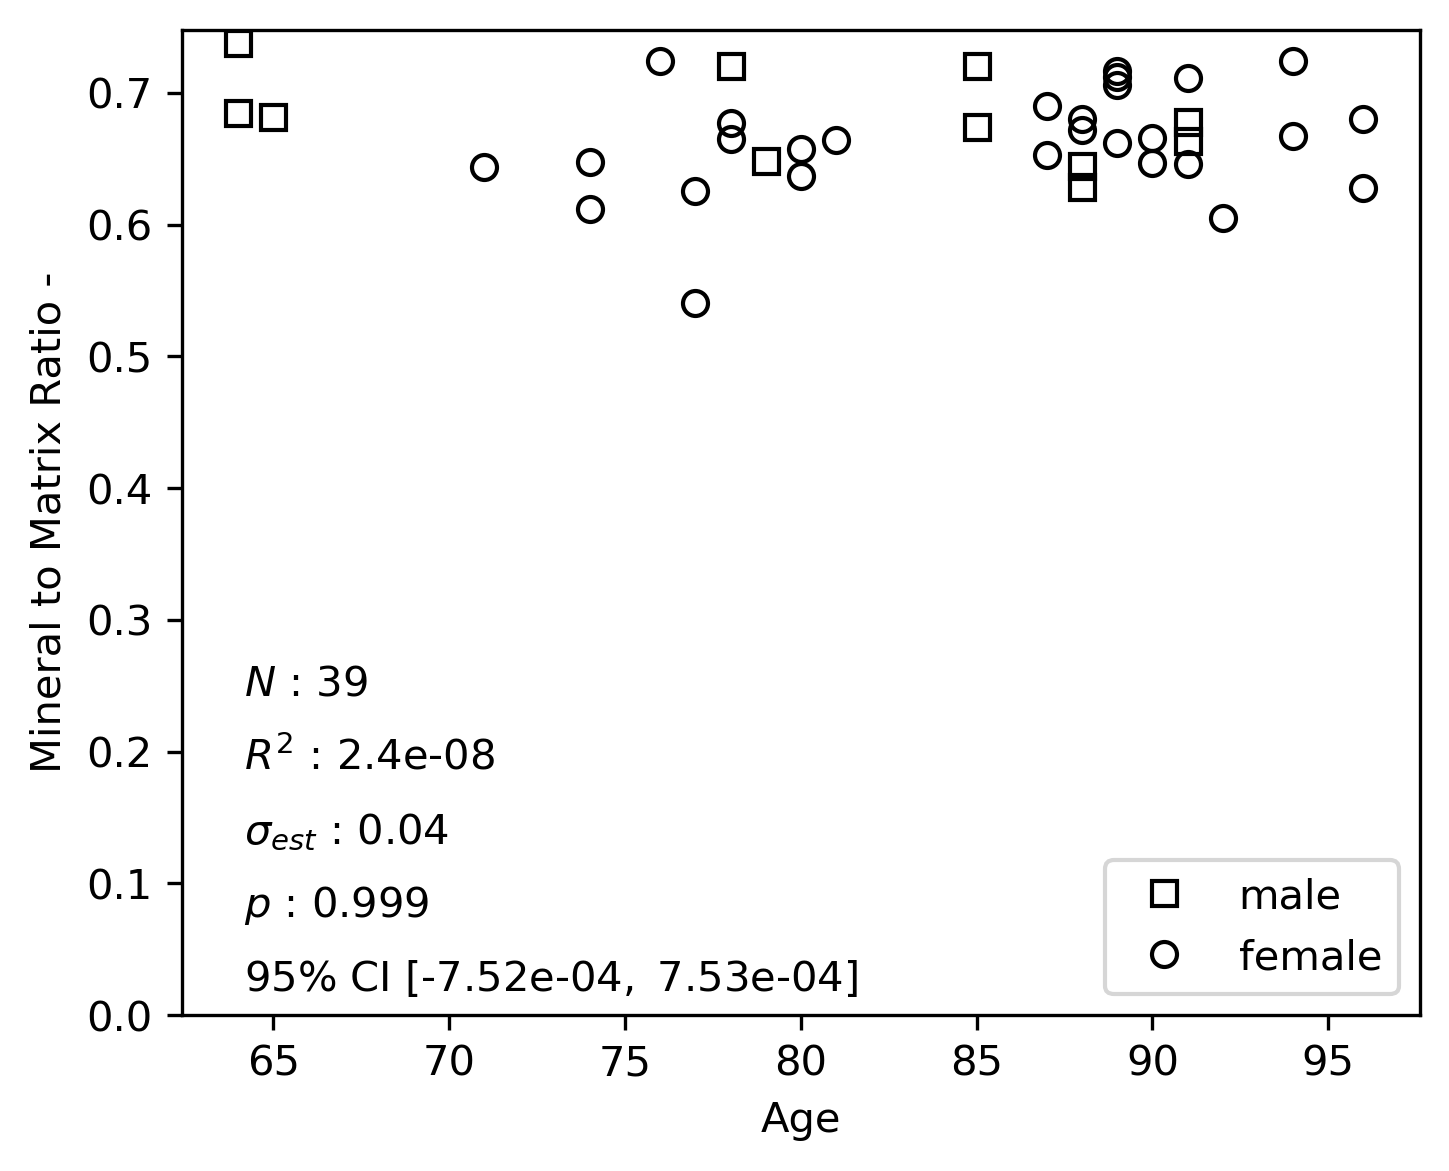 0.7
0.6
0.5
0.4
0.3
0.2
0.1
0.0
Mineral to Matrix Ratio -
N : 39
R² : 2.4e-08
σ_est : 0.04
p : 0.999
95% CI [-7.52e-04, 7.53e-04]
male
female
65 70 75 80 85 90 95
Age